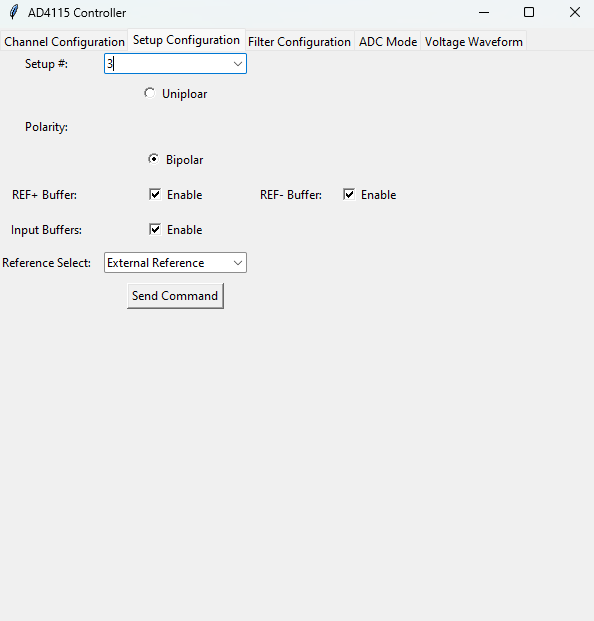 AD4115 Controller
Channel Configuration Setup Configuration Filter Configuration ADC Mode Voltage Waveform
Setup #: 3
Uniploar
Polarity:
Bipolar
REF+ Buffer: Enable REF- Buffer: Enable
Input Buffers: Enable
Reference Select: External Reference
Send Command